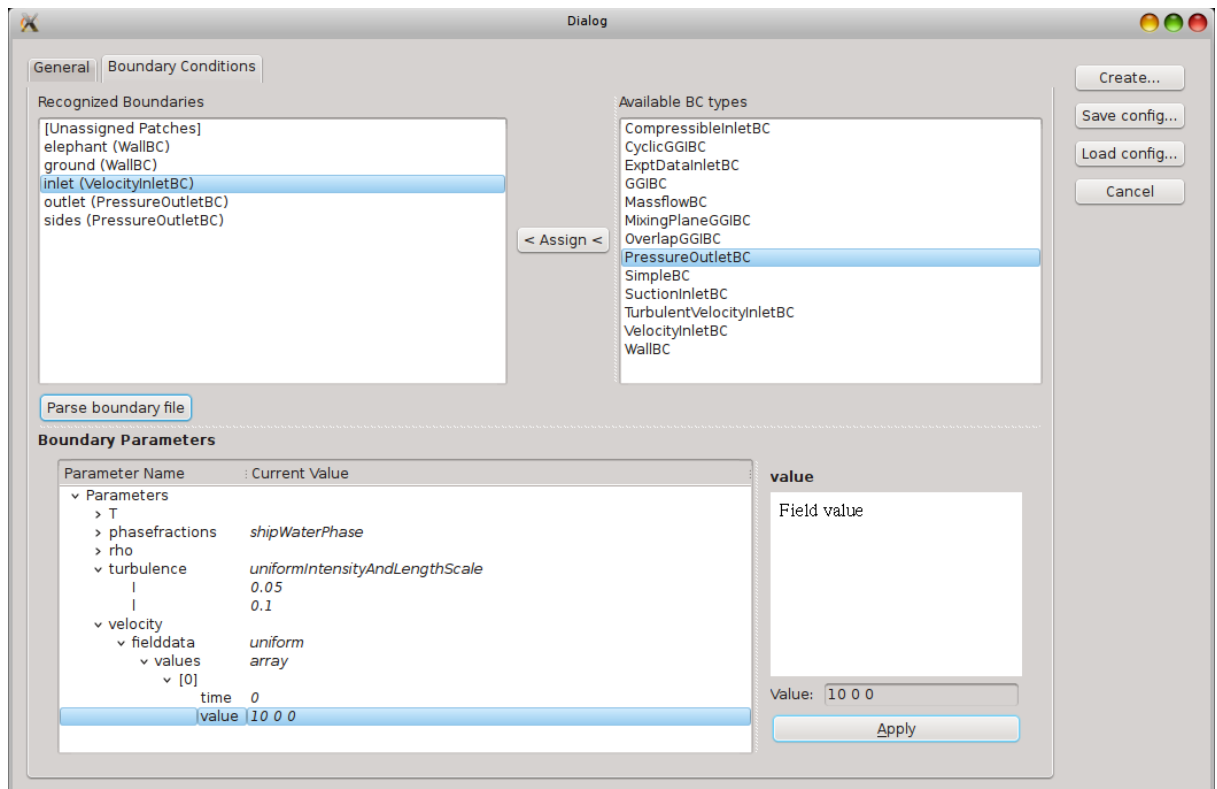 Dialog
General Boundary Conditions
Create...
Save config...
Load config...
Cancel
Recognized Boundaries
[Unassigned Patches]
elephant (WallBC)
ground (WallBC)
inlet (VelocityInletBC)
outlet (PressureOutletBC)
sides (PressureOutletBC)
< Assign <
Available BC types
CompressibleInletBC
CyclicGGIBC
ExptDataInletBC
GGIBC
MassflowBC
MixingPlaneGGIBC
OverlapGGIBC
PressureOutletBC
SimpleBC
SuctionInletBC
TurbulentVelocityInletBC
VelocityInletBC
WallBC
Parse boundary file
Boundary Parameters
Parameter Name Current Value
Parameters
T
phasefractions shipWaterPhase
rho
turbulence uniformIntensityAndLengthScale
I 0.05
l 0.1
velocity
fielddata uniform
values array
[0]
time 0
value 10 0 0
value
Field value
Value: 10 0 0
Apply